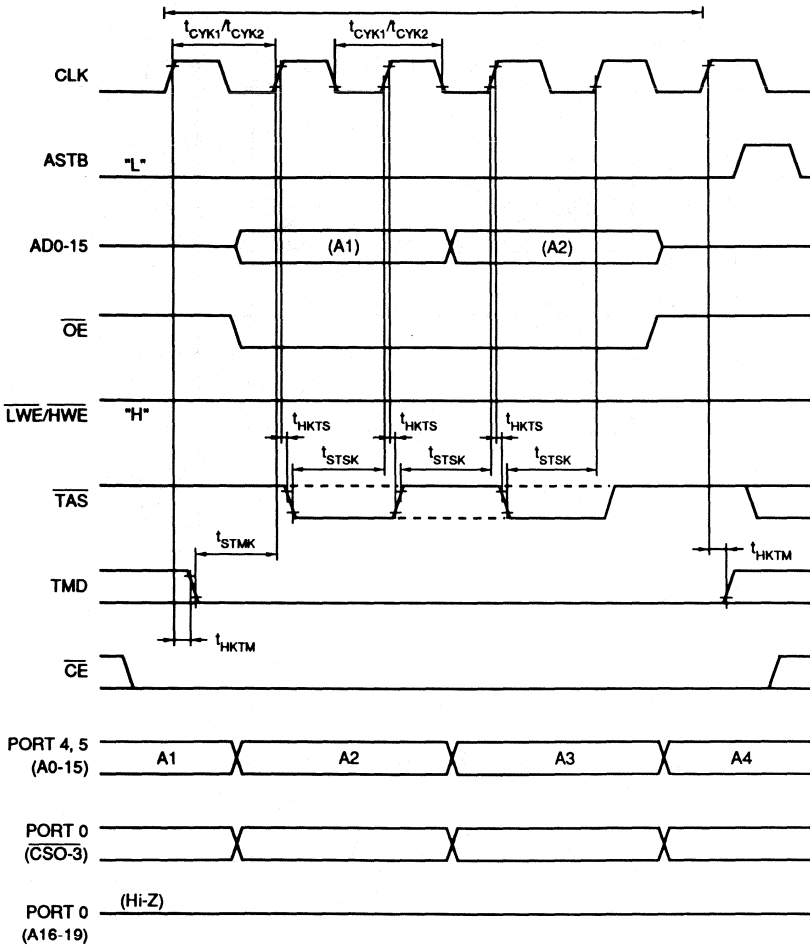 tCYK1/tCYK2 tCYK1/tCYK2
CLK
ASTB "L"
AD0-15 (A1) (A2)
OE
LWE/HWE "H"
tHKTS tHKTS tHKTS
tSTSK tSTSK tSTSK
TAS
tSTMK tHKTM
TMD
tHKTM
CE
PORT 4, 5
(A0-15) A1 A2 A3 A4
PORT 0
(CSO-3)
(Hi-Z)
PORT 0
(A16-19)